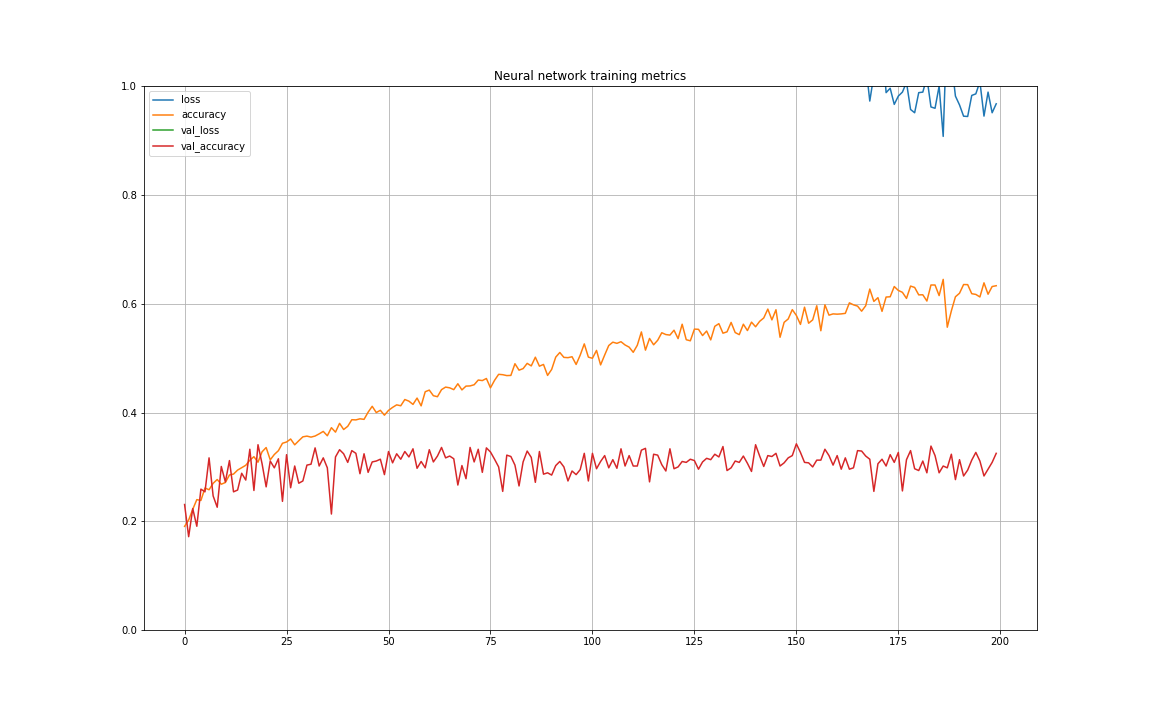 Neural network training metrics
1.0
loss
accuracy
val_loss
val_accuracy
0.8
0.6
0.4
0.2
0.0
0 25 50 75 100 125 150 175 200